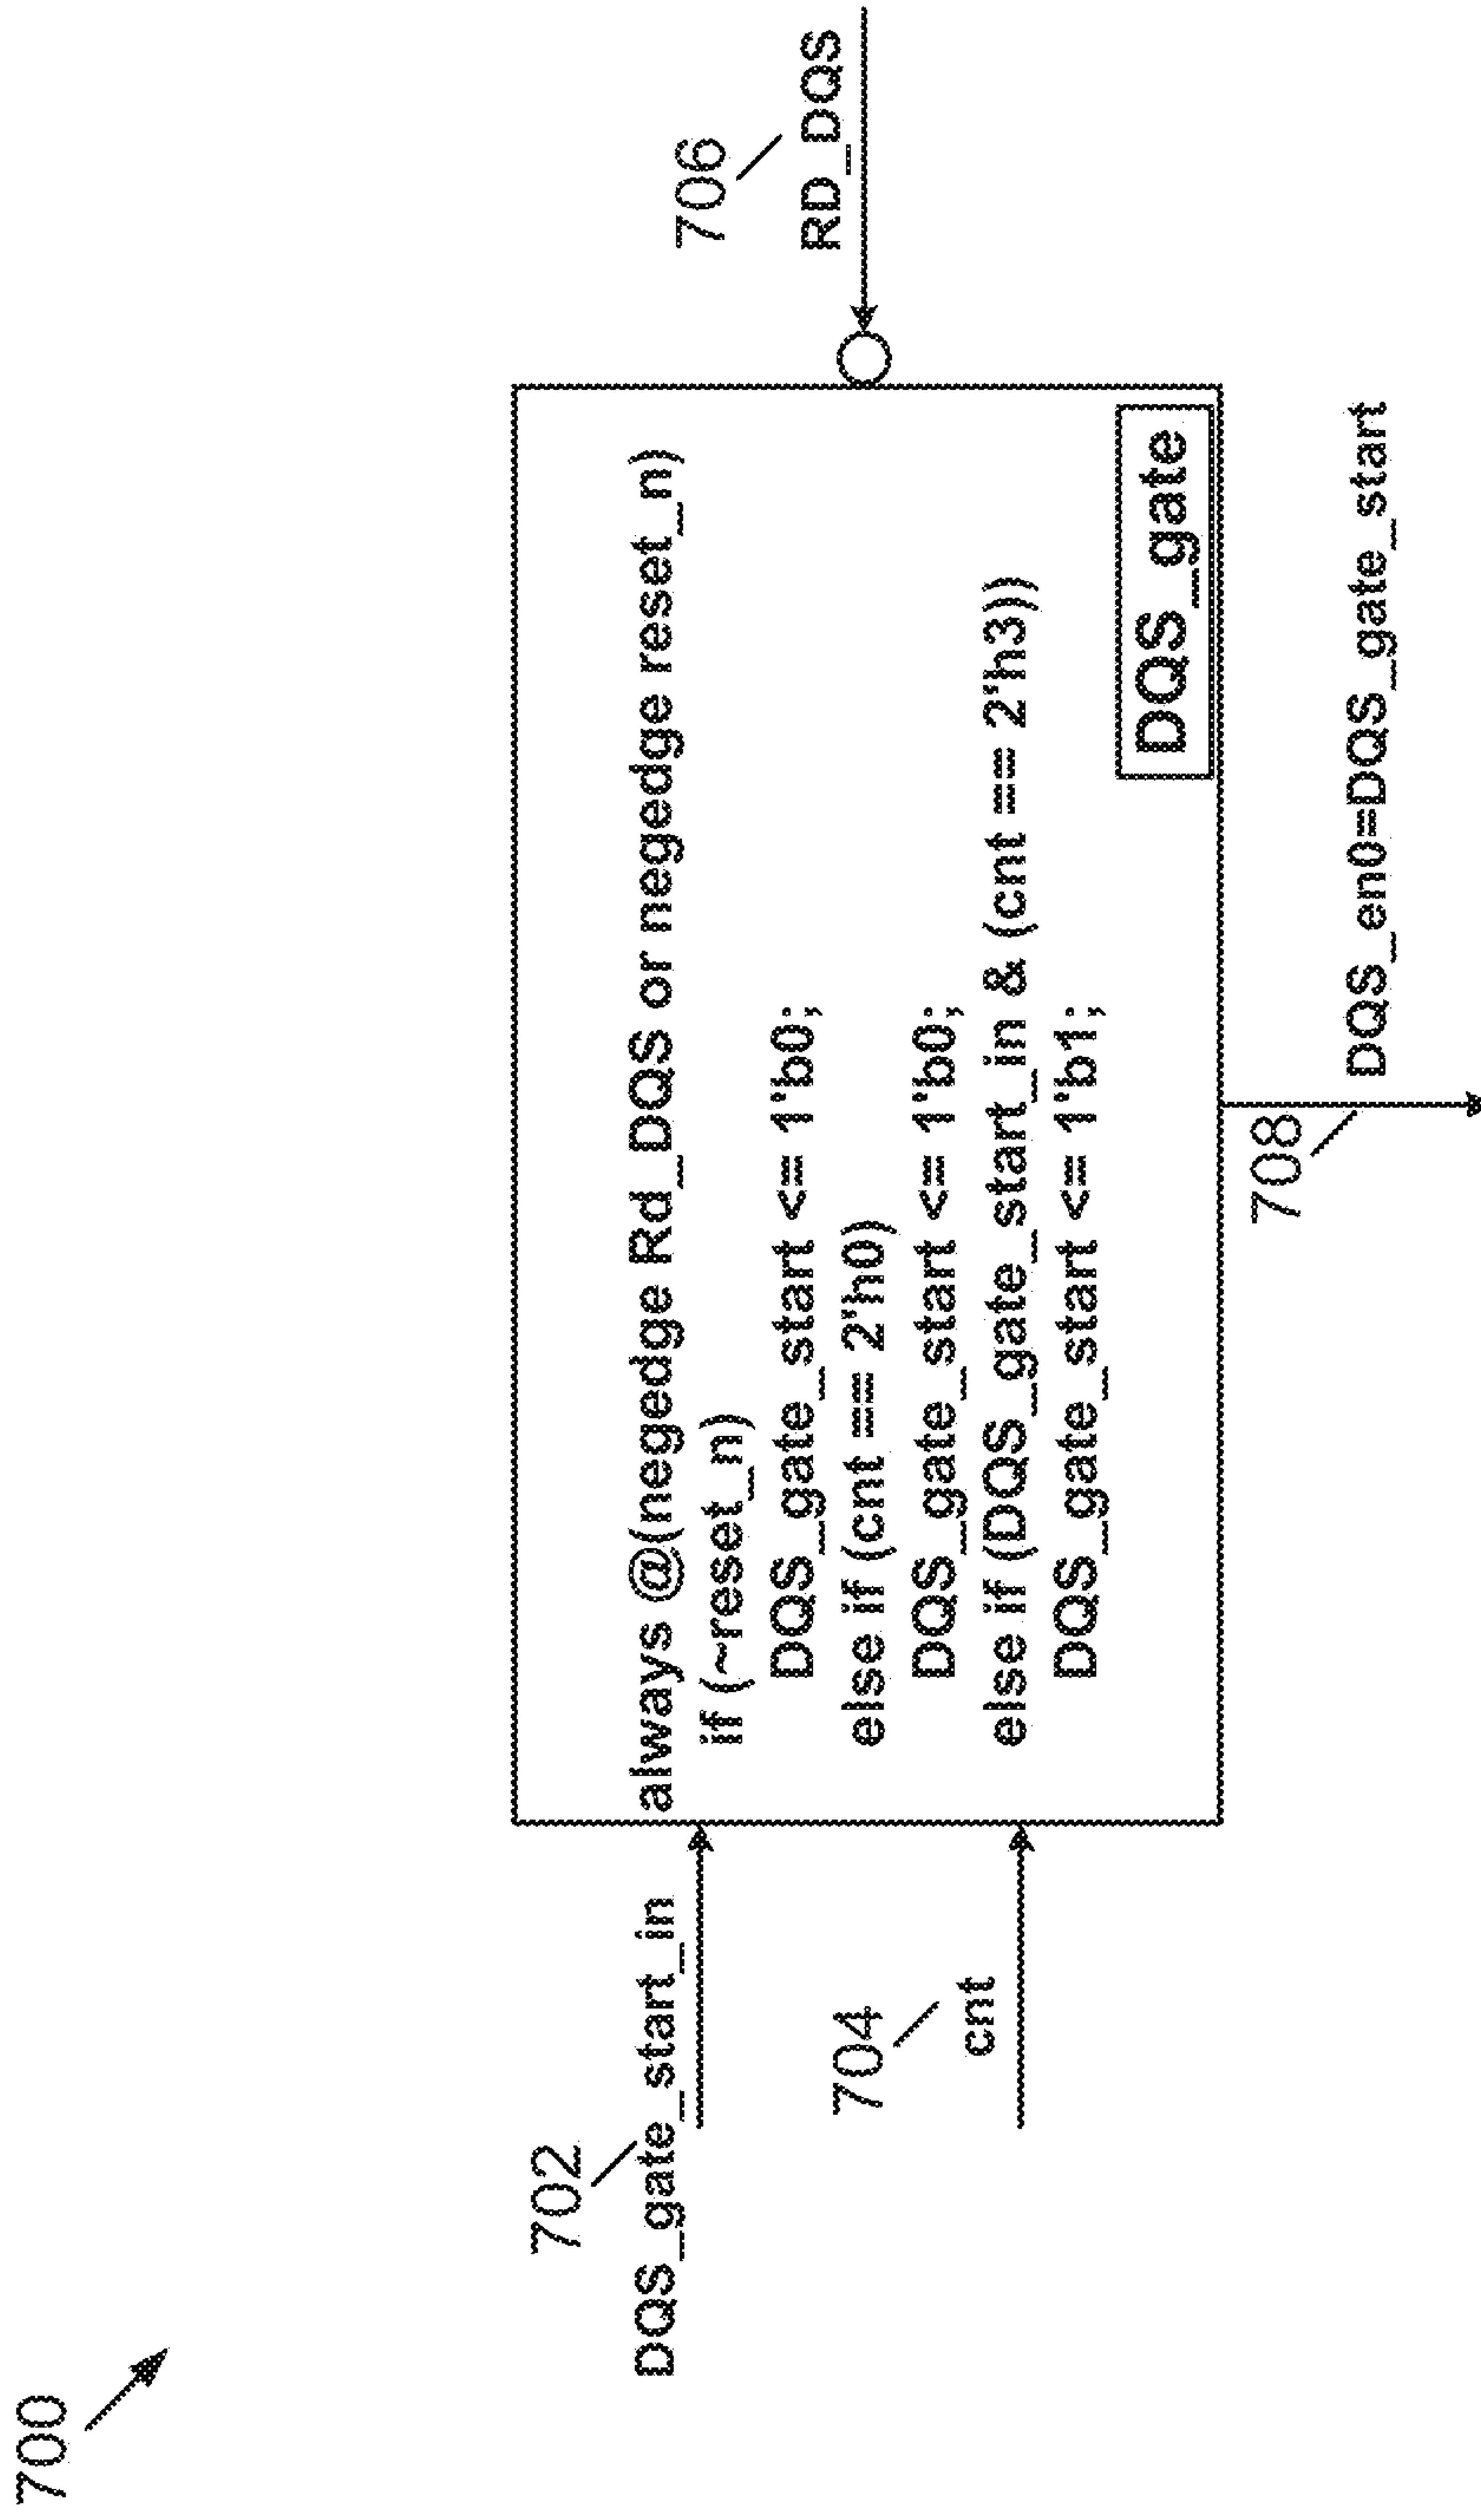 700
702
DQS_gate_start_in
704
cnt
always @(negedge Rd_DQS or negedge reset_n)
if (~reset_n)
DQS_gate_start <= 1'b0;
else if (cnt == 2'h0)
DQS_gate_start <= 1'b0;
else if (DQS_gate_start_in & (cnt == 2'h3))
DQS_gate_start <= 1'b1;
DQS_gate
706
RD_DQS
708
DQS_en0=DQS_gate_start